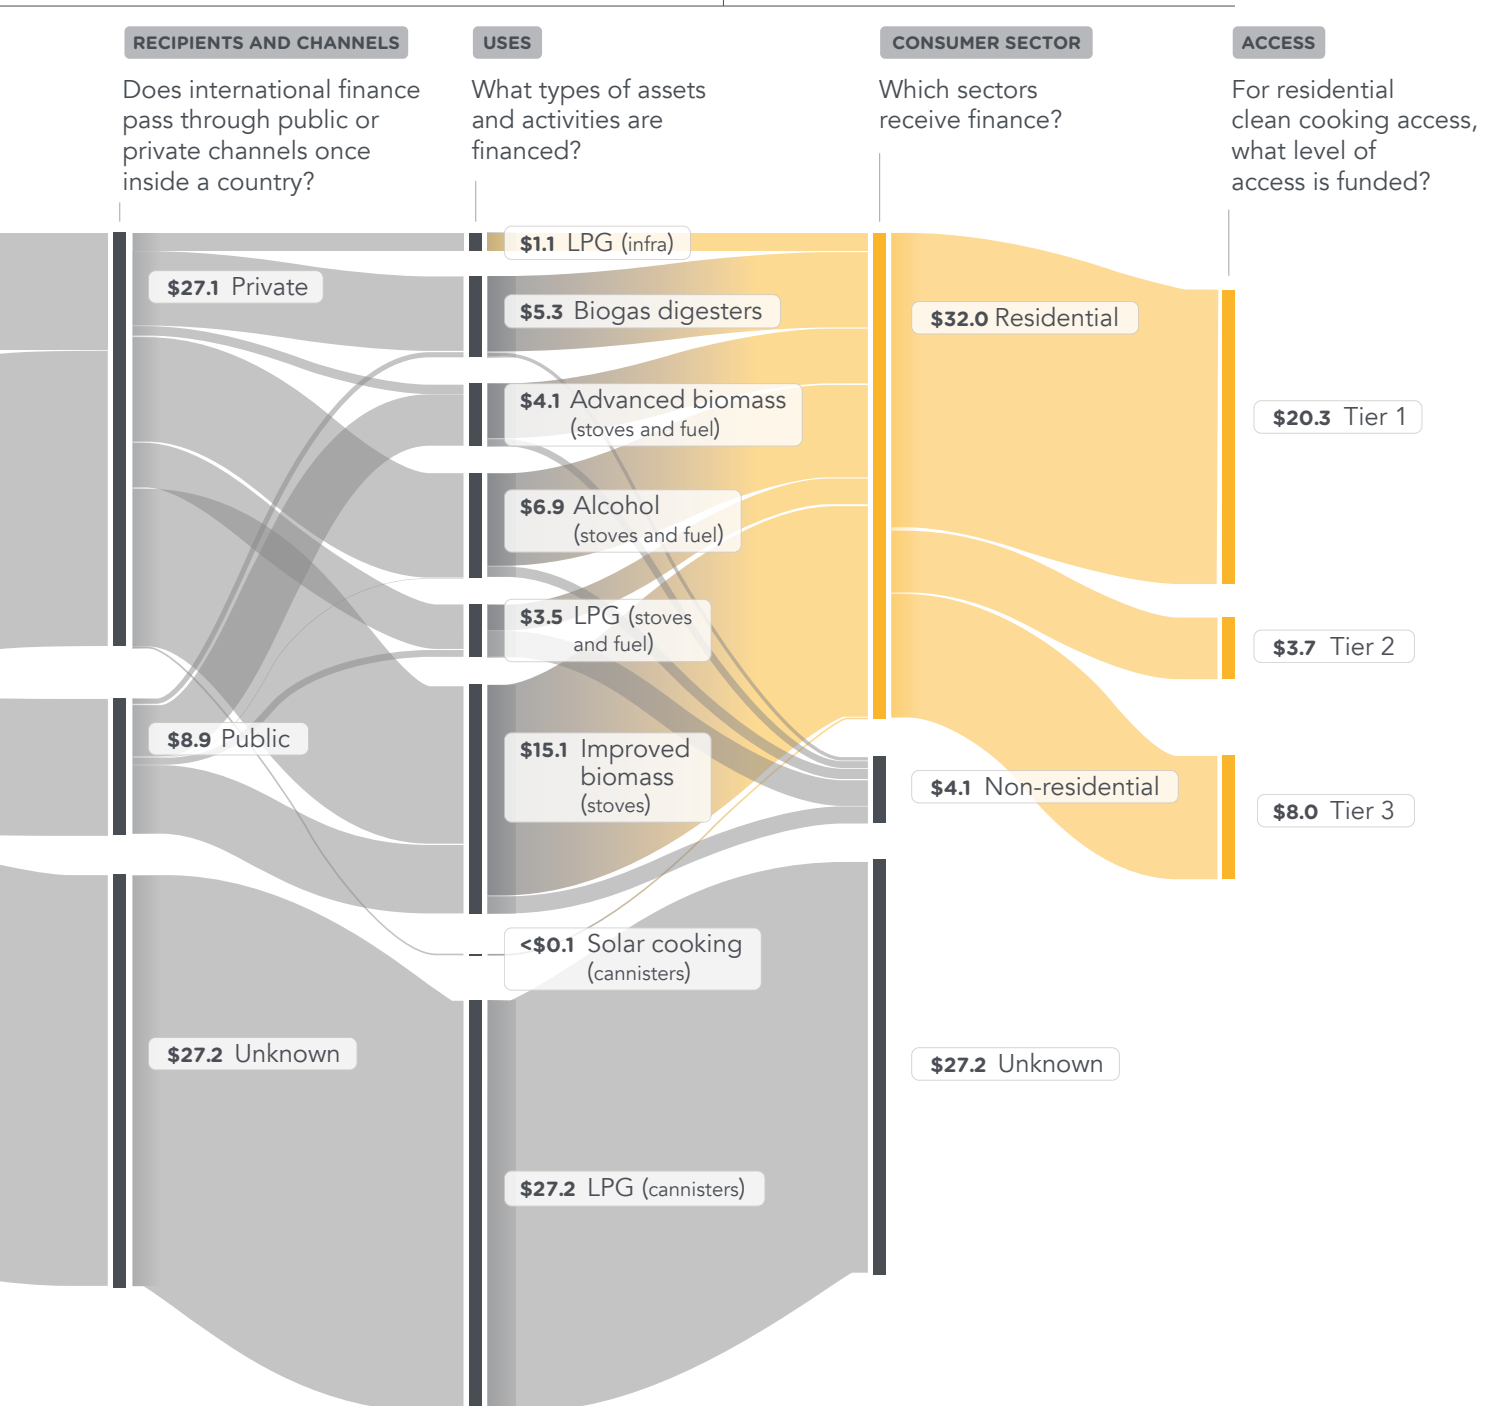 RECIPIENTS AND CHANNELS
Does international finance
pass through public or
private channels once
inside a country?
USES
What types of assets
and activities are
financed?
CONSUMER SECTOR
Which sectors
receive finance?
ACCESS
For residential
clean cooking access,
what level of
access is funded?
$27.1 Private
$8.9 Public
$27.2 Unknown
$1.1 LPG (infra)
$5.3 Biogas digesters
$4.1 Advanced biomass
(stoves and fuel)
$6.9 Alcohol
(stoves and fuel)
$3.5 LPG (stoves
and fuel)
$15.1 Improved
biomass
(stoves)
<$0.1 Solar cooking
(cannisters)
$27.2 LPG (cannisters)
$32.0 Residential
$4.1 Non-residential
$27.2 Unknown
$20.3 Tier 1
$3.7 Tier 2
$8.0 Tier 3